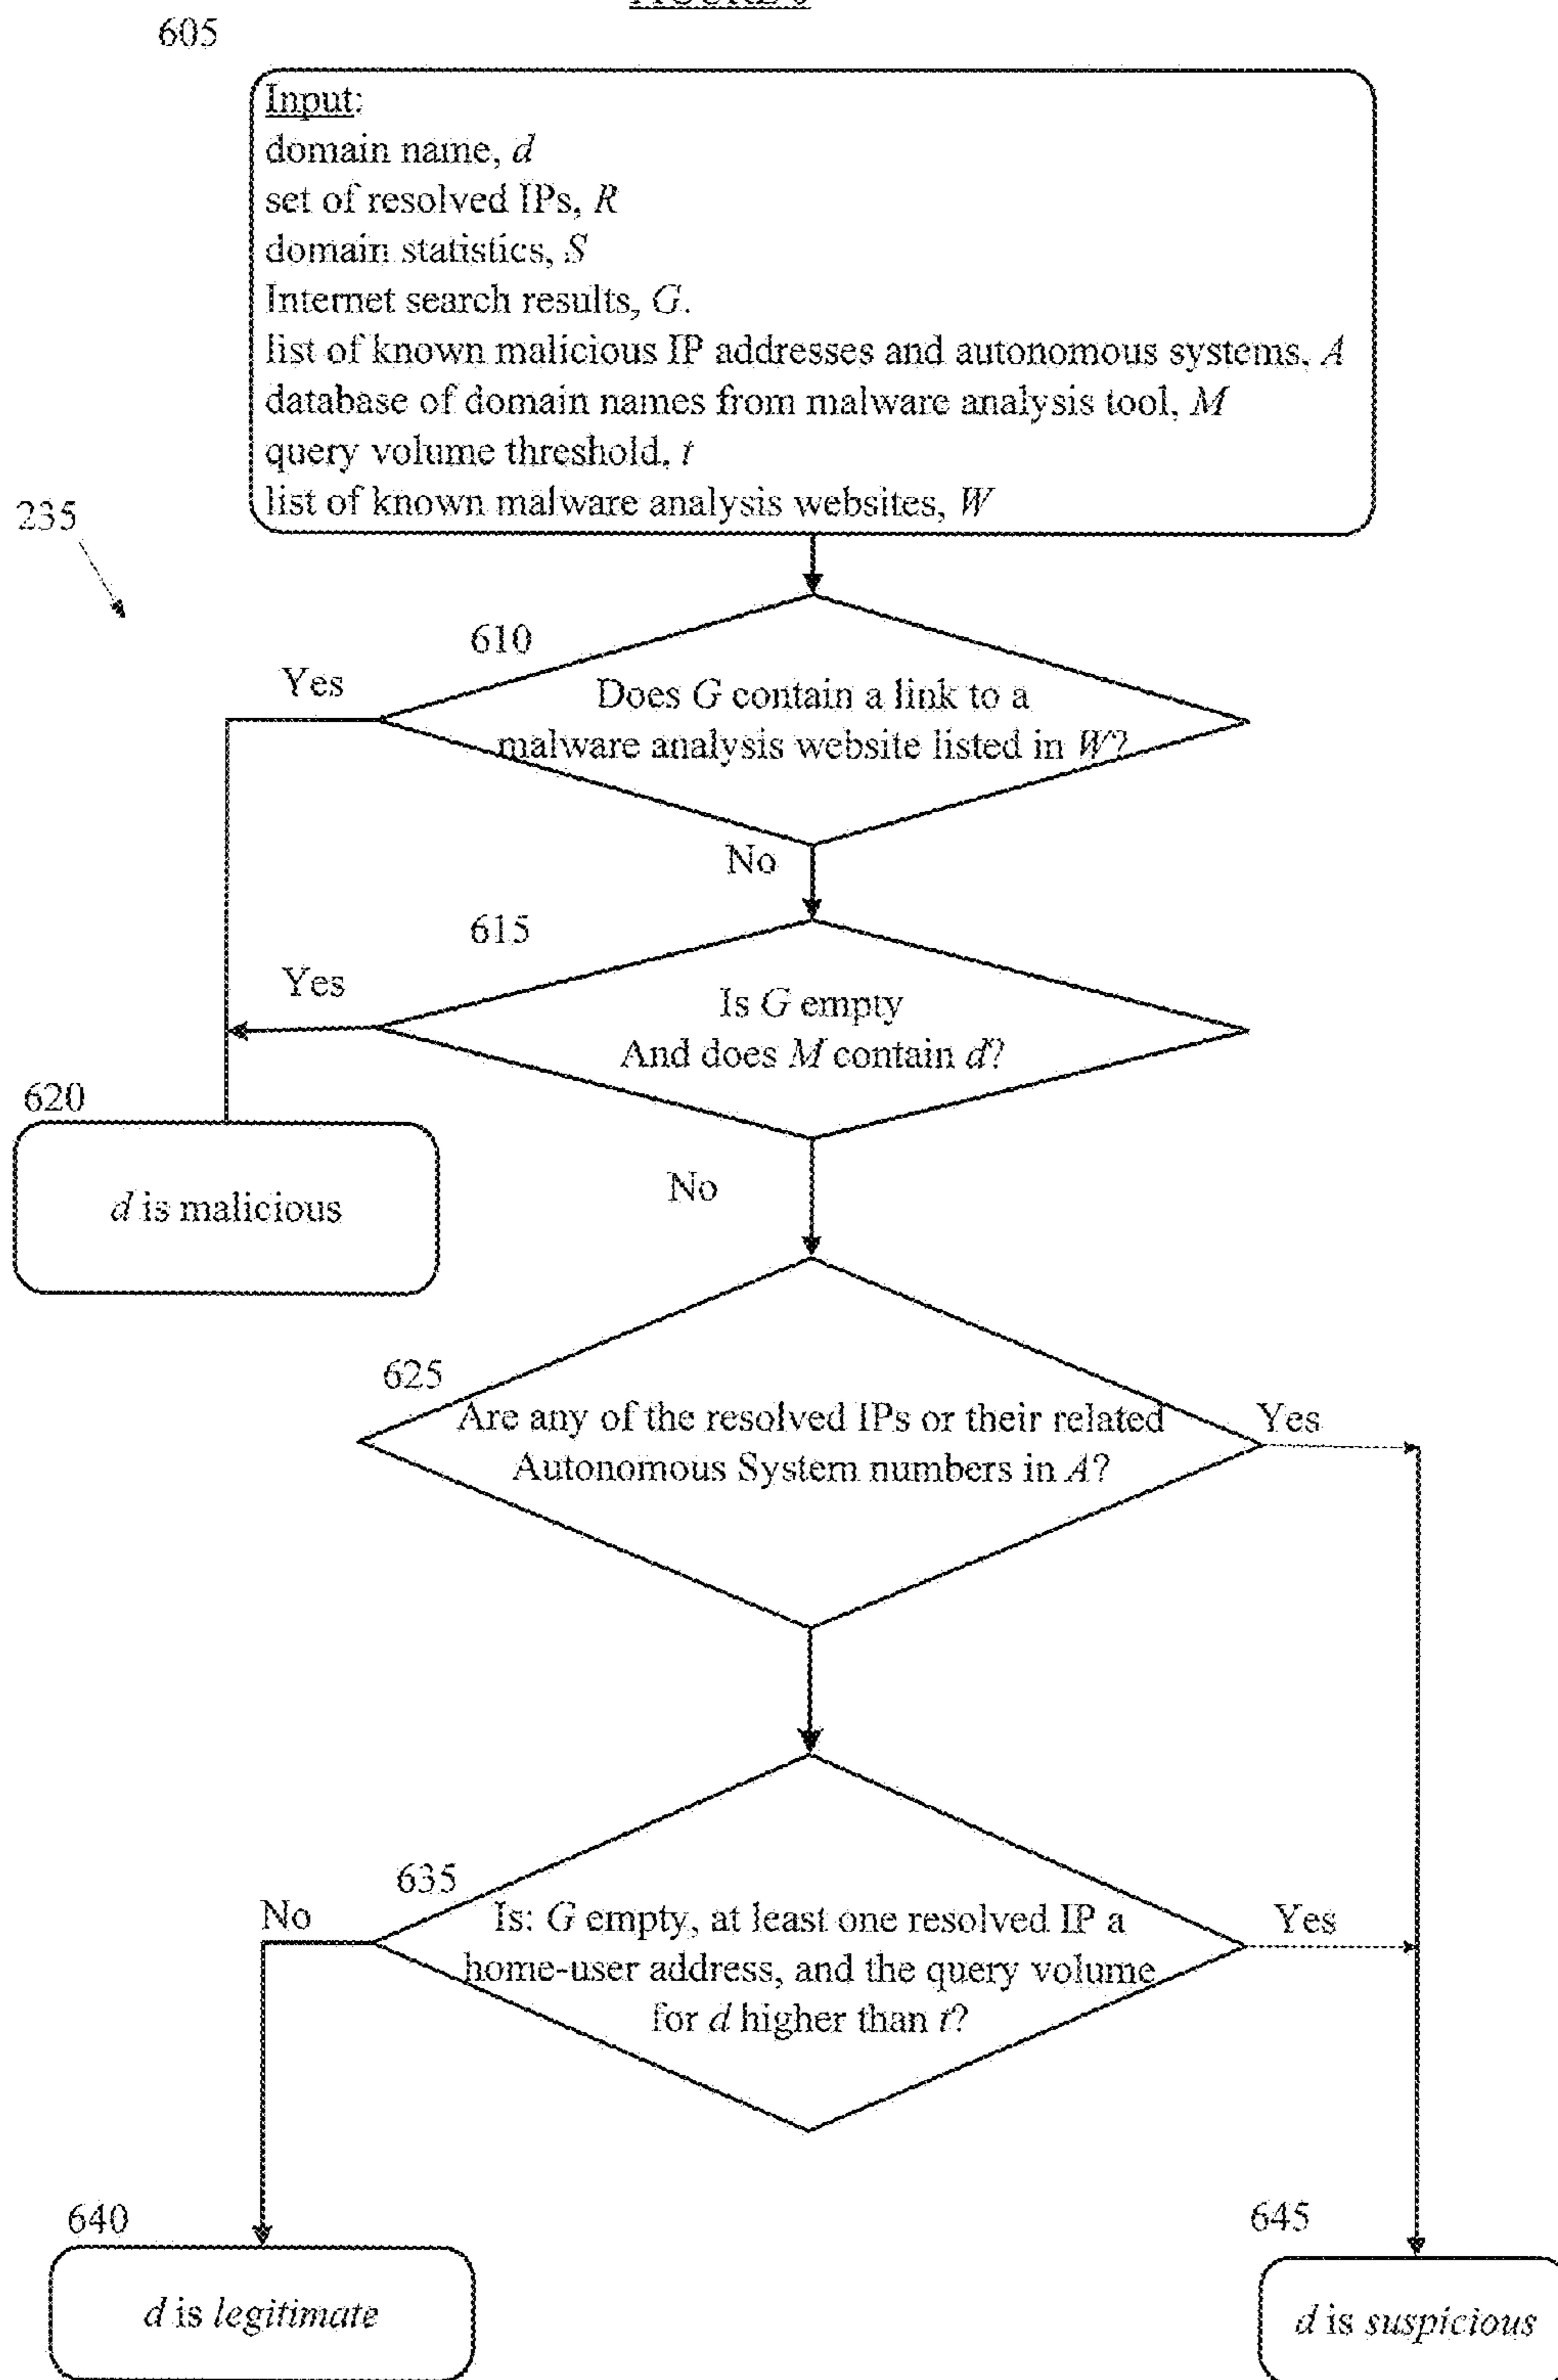 605
Input:
domain name, d
set of resolved IPs, R
domain statistics, S
Internet search results, G.
list of known malicious IP addresses and autonomous systems, A
database of domain names from malware analysis tool, M
query volume threshold, t
list of known malware analysis websites, W
235
610
Yes
Does G contain a link to a
malware analysis website listed in W?
No
615
Yes
Is G empty
And does M contain d?
620
d is malicious
No
625
Are any of the resolved IPs or their related
Autonomous System numbers in A?
Yes
635
No
Is: G empty, at least one resolved IP a
home-user address, and the query volume
for d higher than t?
Yes
640
d is legitimate
645
d is suspicious